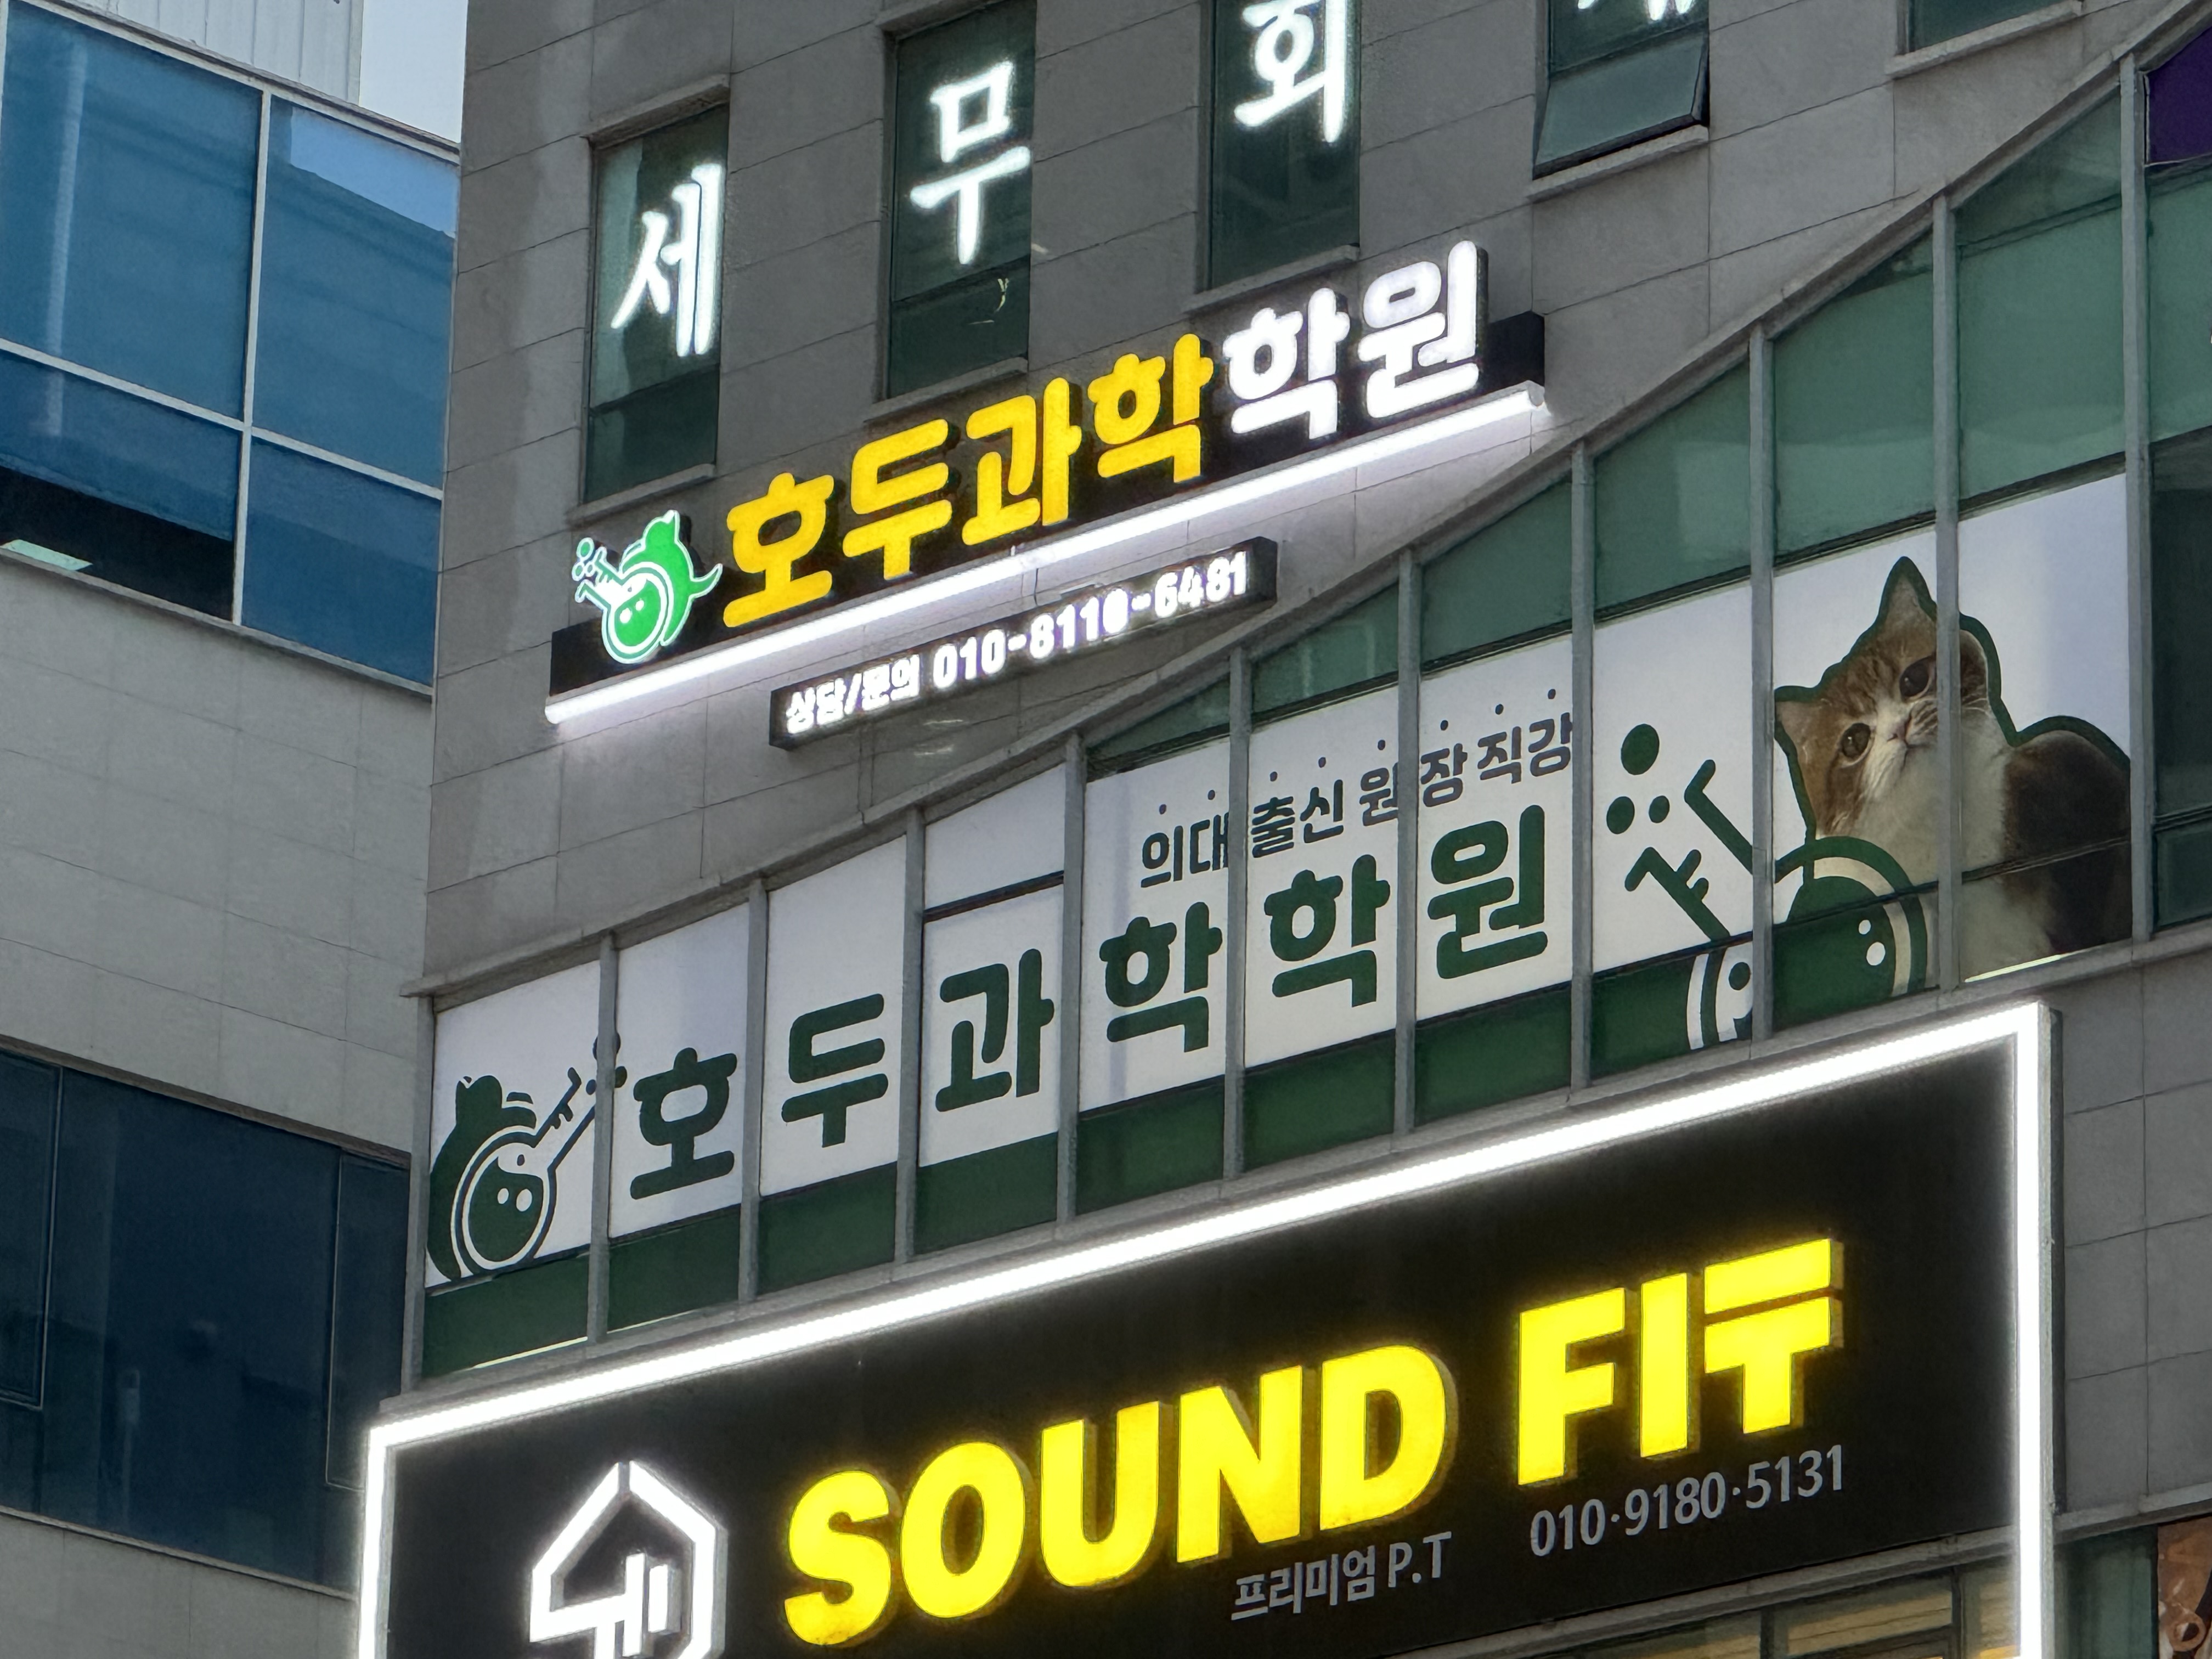 세무회
호두과학학원
상담/문의 010-8110-6481
의대 출신 원장 직강
호두과학학원
SOUND FIT
프리미엄 P.T 010·9180·5131